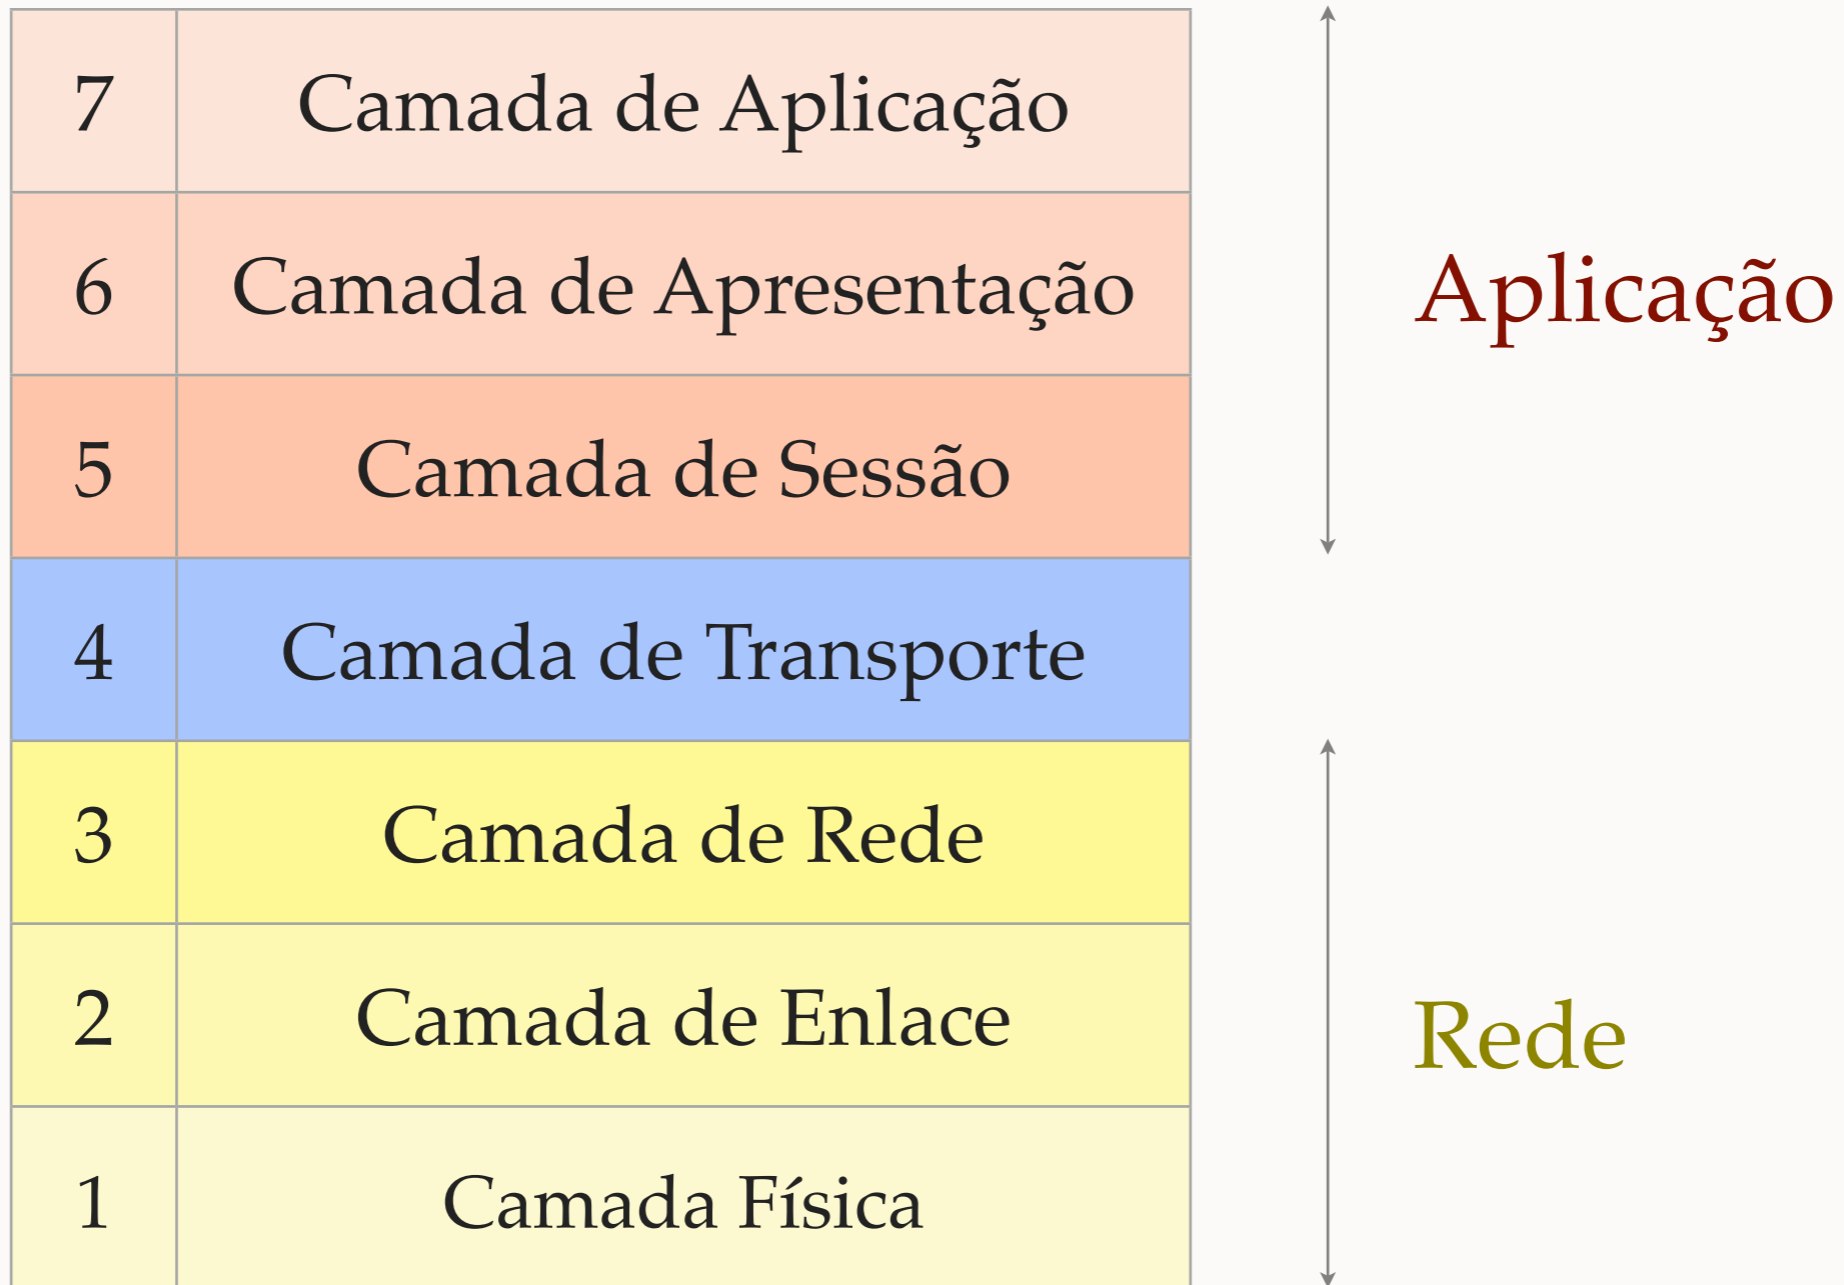 7 Camada de Aplicação
6 Camada de Apresentação
Aplicação
5 Camada de Sessão
4 Camada de Transporte
3 Camada de Rede
2 Camada de Enlace
Rede
1 Camada Física